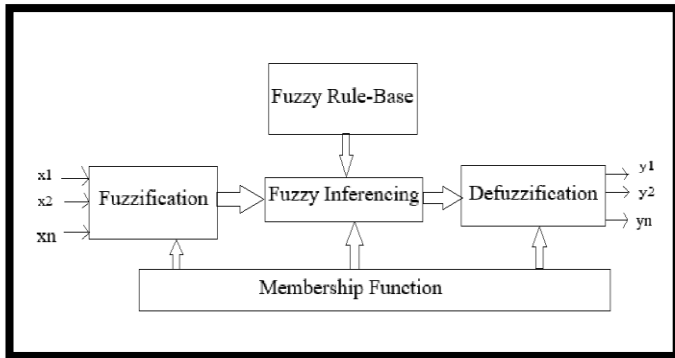 Fuzzy Rule-Base
x1
x2
xn
Fuzzification
Fuzzy Inferencing
Defuzzification
y1
y2
yn
Membership Function